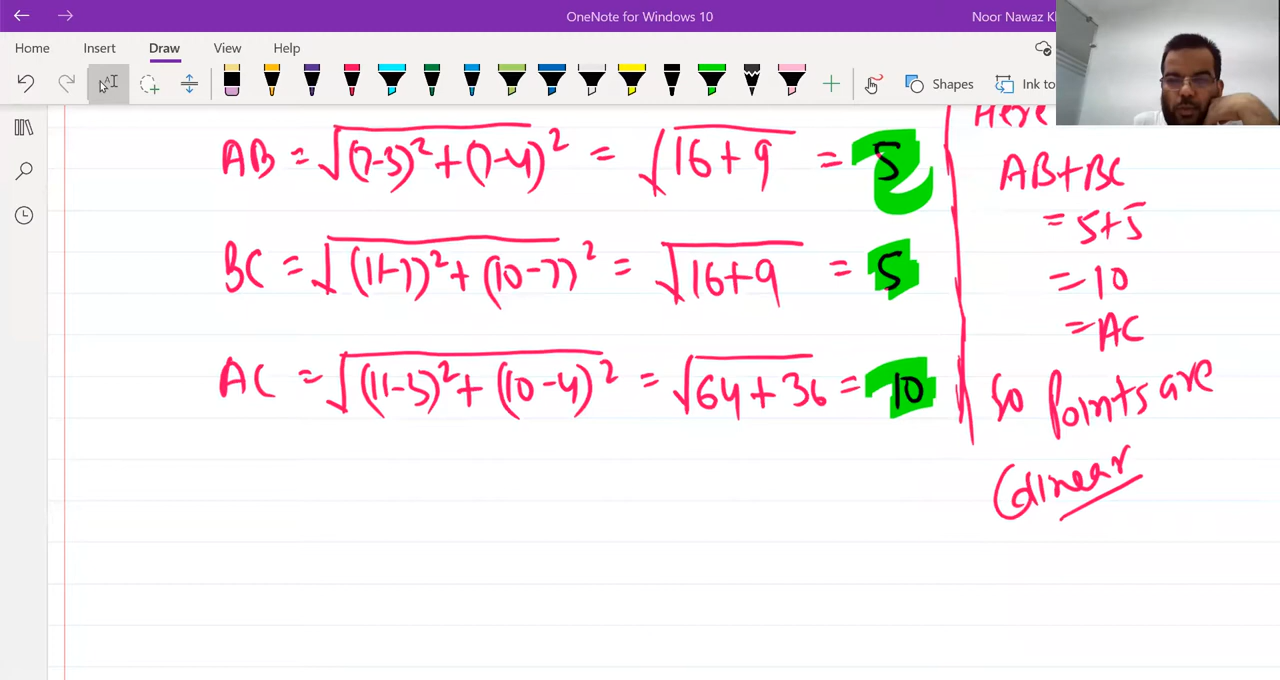 OneNote for Windows 10
Noor Nawaz Kh
Home Insert Draw View Help
Shapes Ink to
AB = √(7-3)² + (7-4)² = √16+9 = 5
BC = √(11-7)² + (10-7)² = √16+9 = 5
AC = √(11-3)² + (10-4)² = √64+36 = 10
Here
AB+BC
= 5+5
= 10
= AC
So Points are
Colinear